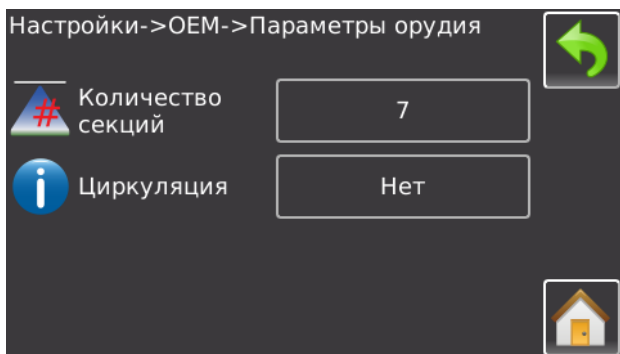 Настройки->OEM->Параметры орудия
#
Количество
секций
7
i
Циркуляция
Нет